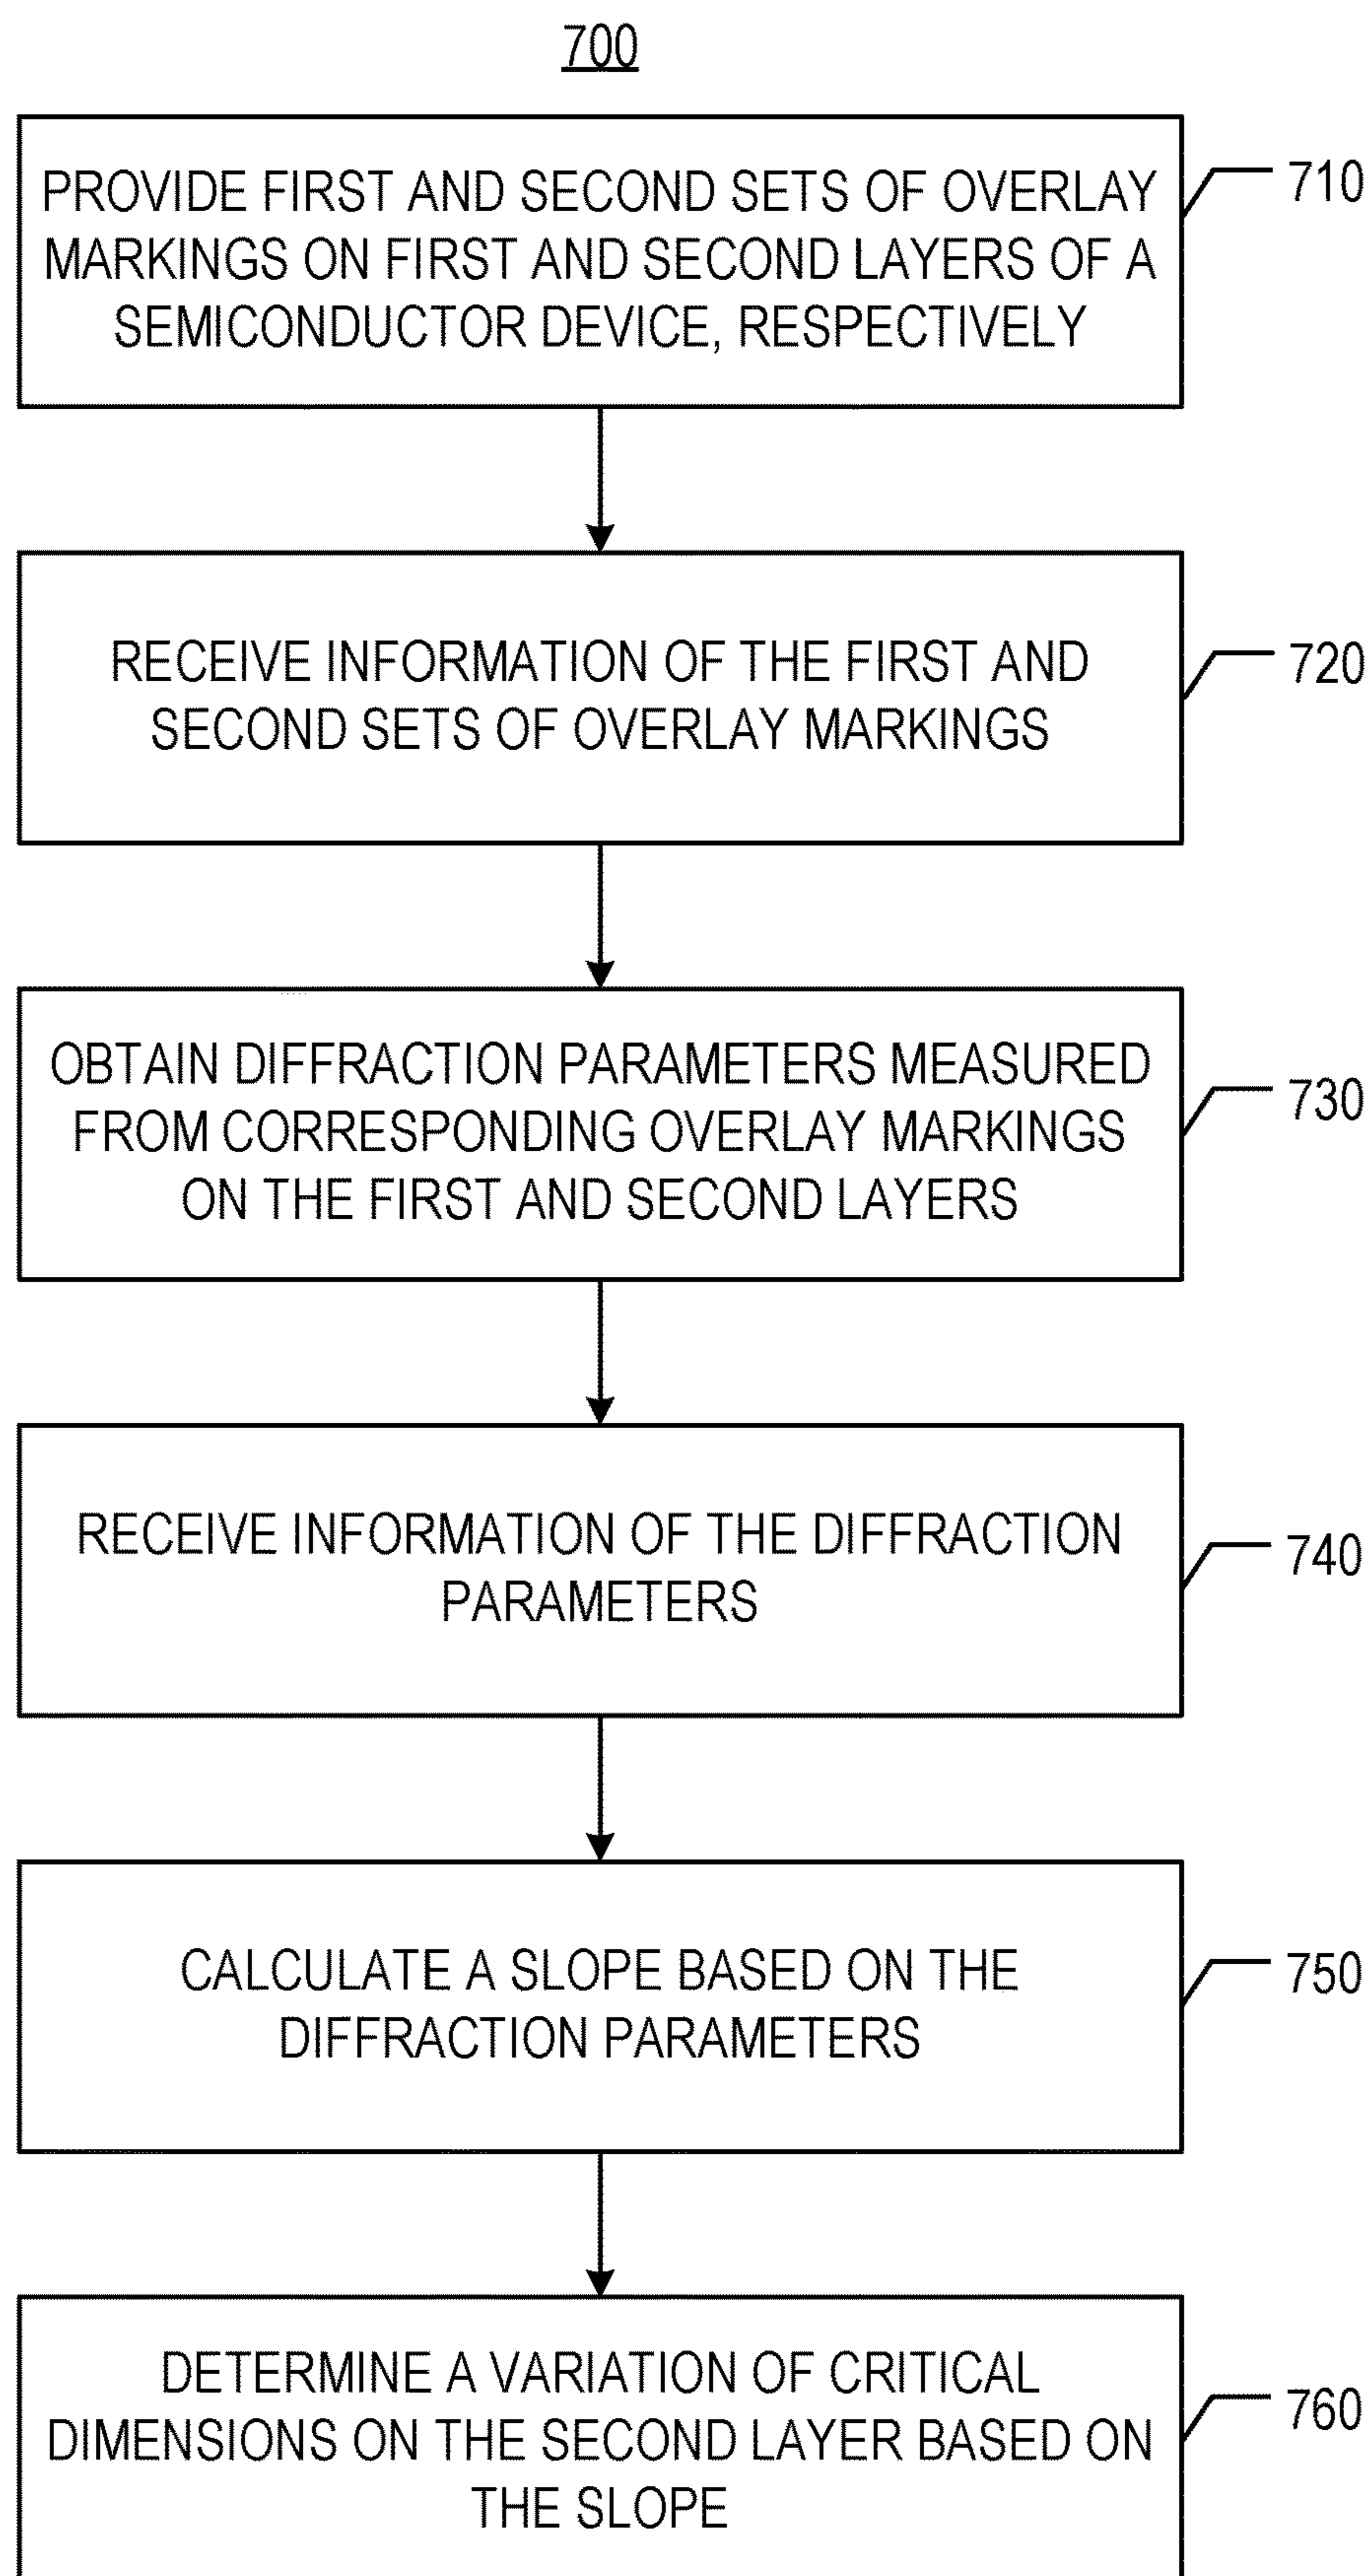 700
PROVIDE FIRST AND SECOND SETS OF OVERLAY
MARKINGS ON FIRST AND SECOND LAYERS OF A
SEMICONDUCTOR DEVICE, RESPECTIVELY
710
RECEIVE INFORMATION OF THE FIRST AND
SECOND SETS OF OVERLAY MARKINGS
720
OBTAIN DIFFRACTION PARAMETERS MEASURED
FROM CORRESPONDING OVERLAY MARKINGS
ON THE FIRST AND SECOND LAYERS
730
RECEIVE INFORMATION OF THE DIFFRACTION
PARAMETERS
740
CALCULATE A SLOPE BASED ON THE
DIFFRACTION PARAMETERS
750
DETERMINE A VARIATION OF CRITICAL
DIMENSIONS ON THE SECOND LAYER BASED ON
THE SLOPE
760